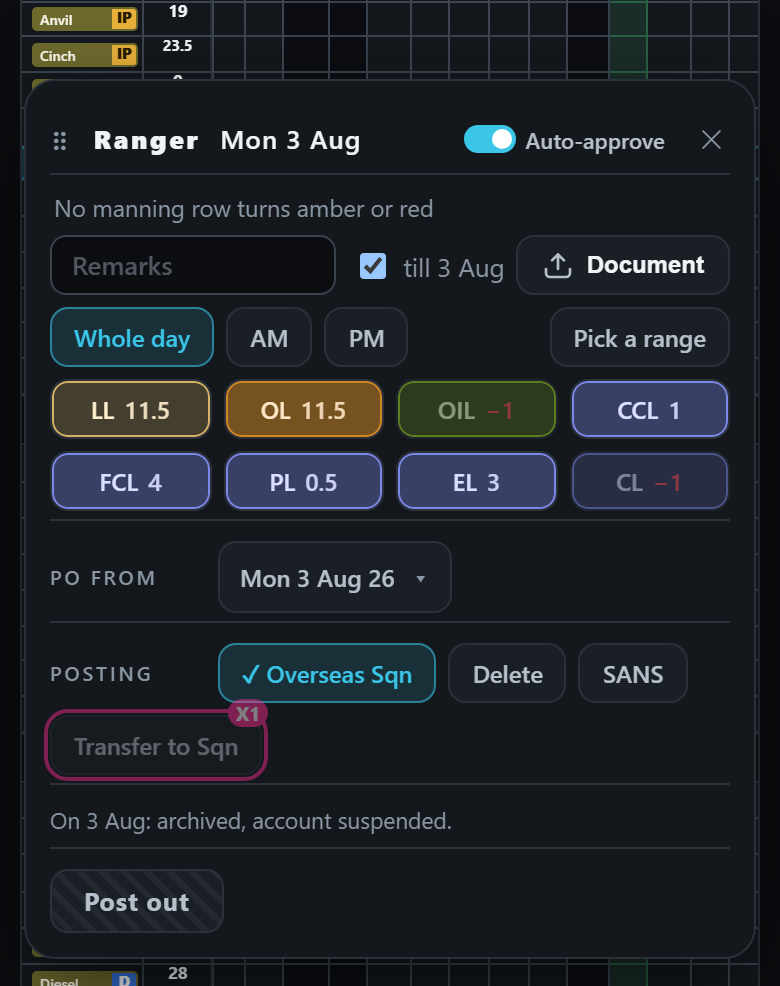 Anvil IP 19
Cinch IP 23.5
Ranger Mon 3 Aug Auto-approve
No manning row turns amber or red
Remarks till 3 Aug Document
Whole day AM PM Pick a range
LL 11.5 OL 11.5 OIL −1 CCL 1
FCL 4 PL 0.5 EL 3 CL −1
PO FROM Mon 3 Aug 26
POSTING ✓ Overseas Sqn Delete SANS
X1
Transfer to Sqn
On 3 Aug: archived, account suspended.
Post out
Diesel D 28